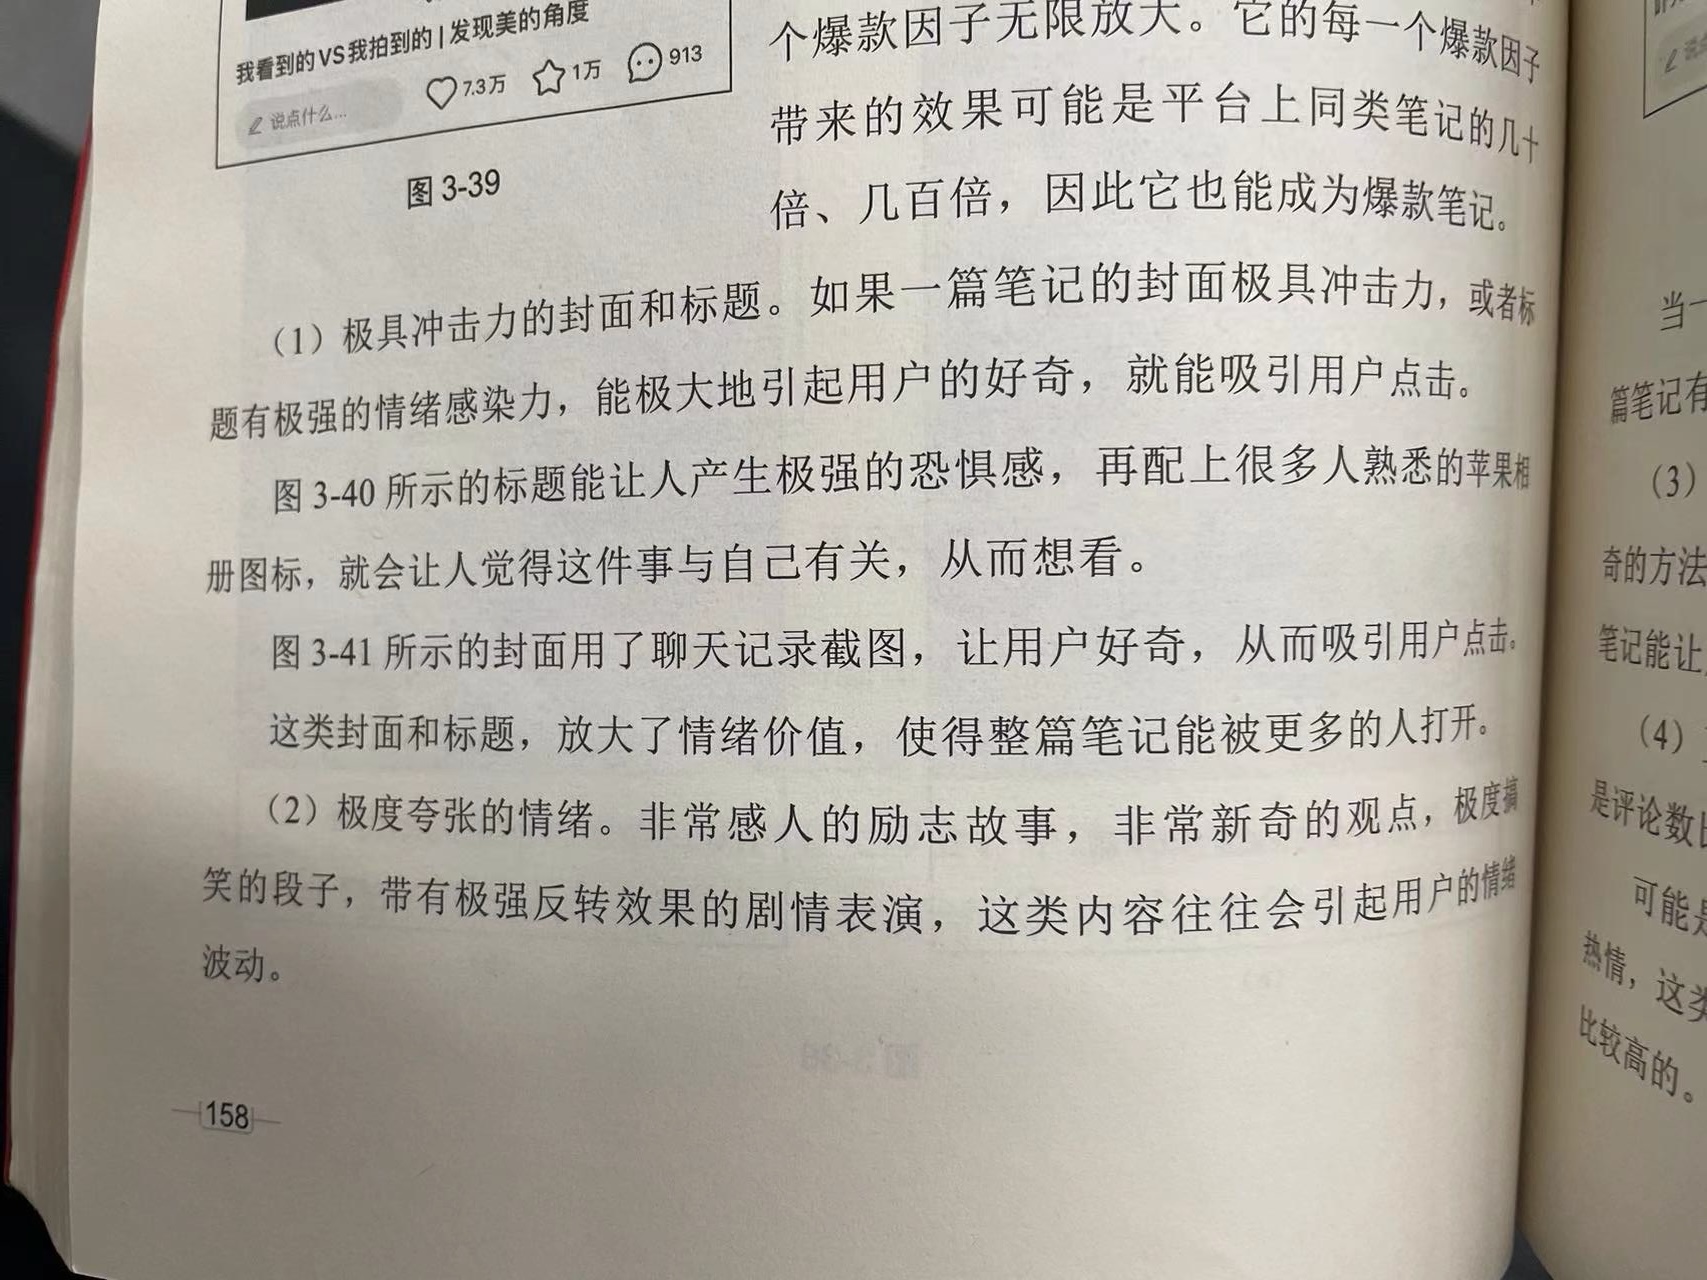 我看到的VS我拍到的|发现美的角度
说点什么... 7.3万 1万 913
图 3-39
个爆款因子无限放大。它的每一个爆款因子
带来的效果可能是平台上同类笔记的几十
倍、几百倍，因此它也能成为爆款笔记。
（1）极具冲击力的封面和标题。如果一篇笔记的封面极具冲击力，或者标
题有极强的情绪感染力，能极大地引起用户的好奇，就能吸引用户点击。
图 3-40 所示的标题能让人产生极强的恐惧感，再配上很多人熟悉的苹果相
册图标，就会让人觉得这件事与自己有关，从而想看。
图 3-41 所示的封面用了聊天记录截图，让用户好奇，从而吸引用户点击。
这类封面和标题，放大了情绪价值，使得整篇笔记能被更多的人打开。
（2）极度夸张的情绪。非常感人的励志故事，非常新奇的观点，极度搞
笑的段子，带有极强反转效果的剧情表演，这类内容往往会引起用户的情绪
波动。
158
当一
篇笔记有
（3）
奇的方法
笔记能让
（4）
是评论数比
可能是
热情，这类
比较高的。